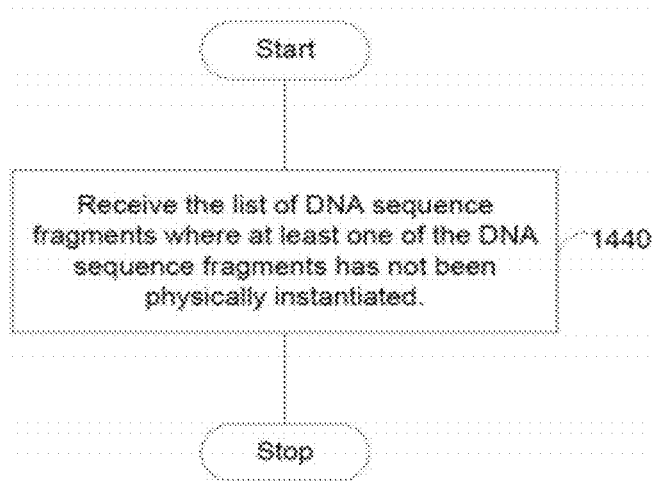 Start
Receive the list of DNA sequence
fragments where at least one of the DNA
sequence fragments has not been
physically instantiated.
1440
Stop